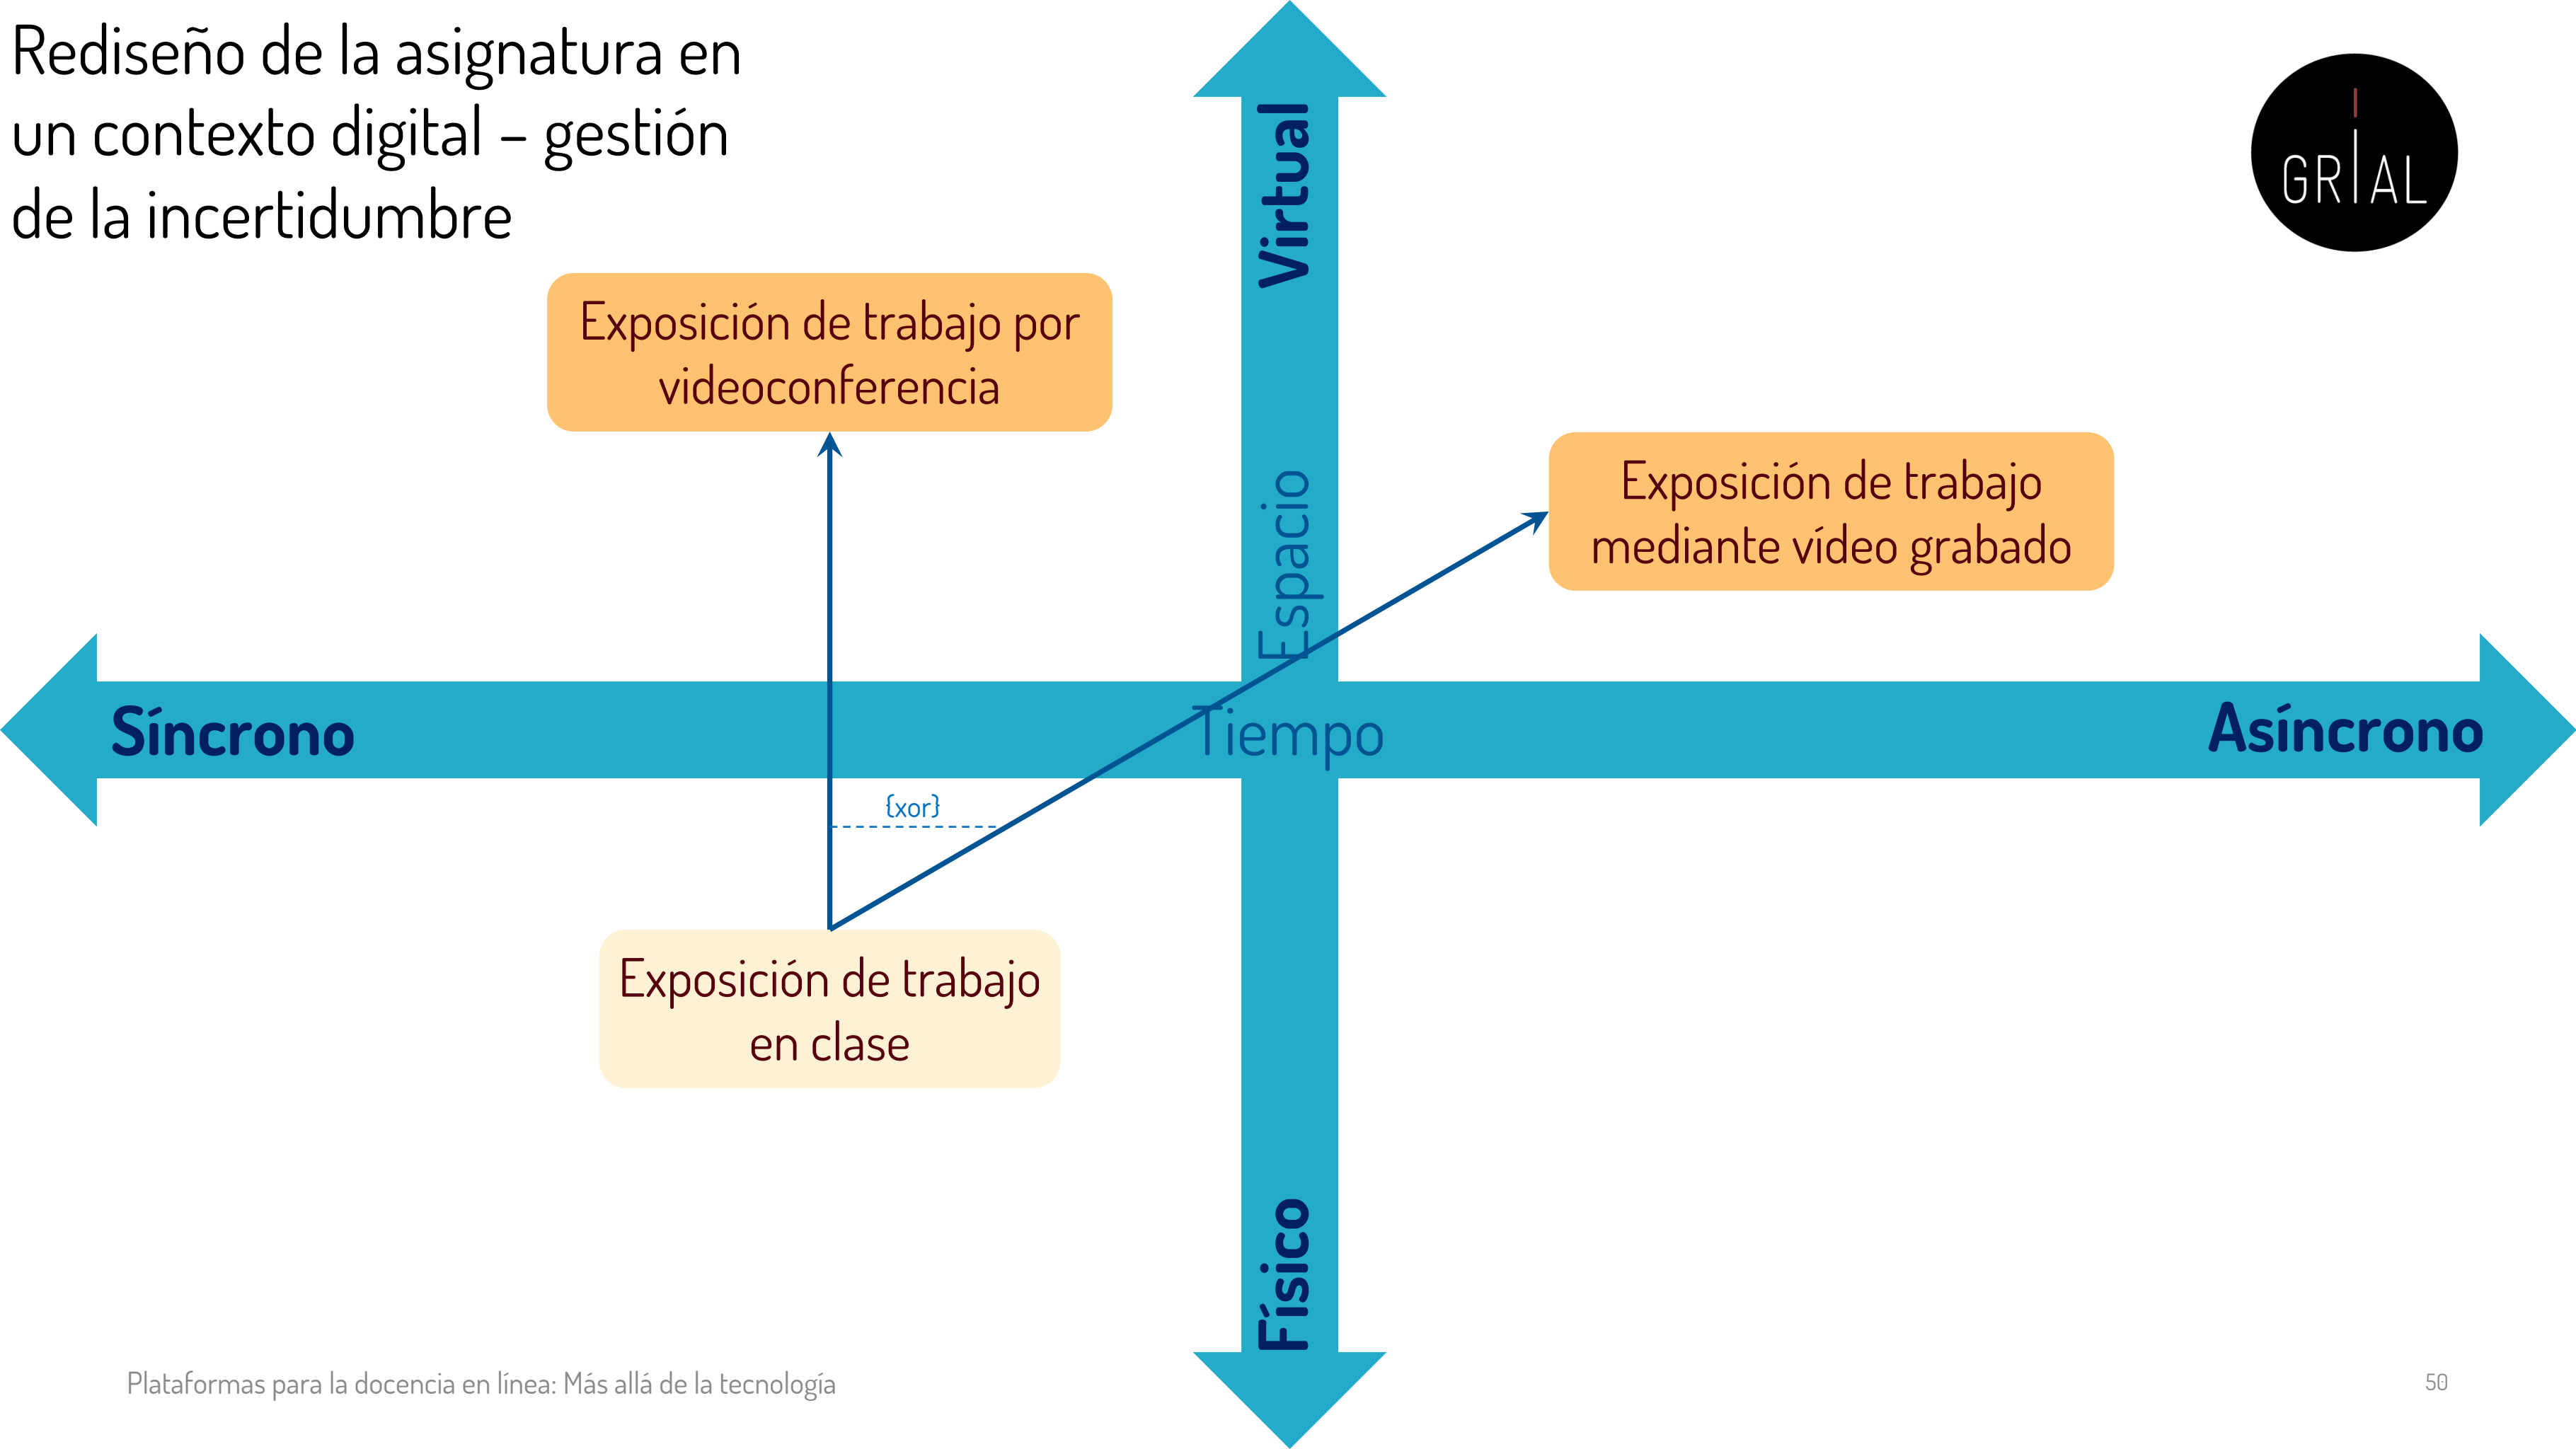 Rediseño de la asignatura en
un contexto digital – gestión
de la incertidumbre
GRIAL
Virtual
Exposición de trabajo por
videoconferencia
Espacio
Exposición de trabajo
mediante vídeo grabado
Síncrono
Tiempo
Asíncrono
{xor}
Exposición de trabajo
en clase
Físico
Plataformas para la docencia en línea: Más allá de la tecnología
50